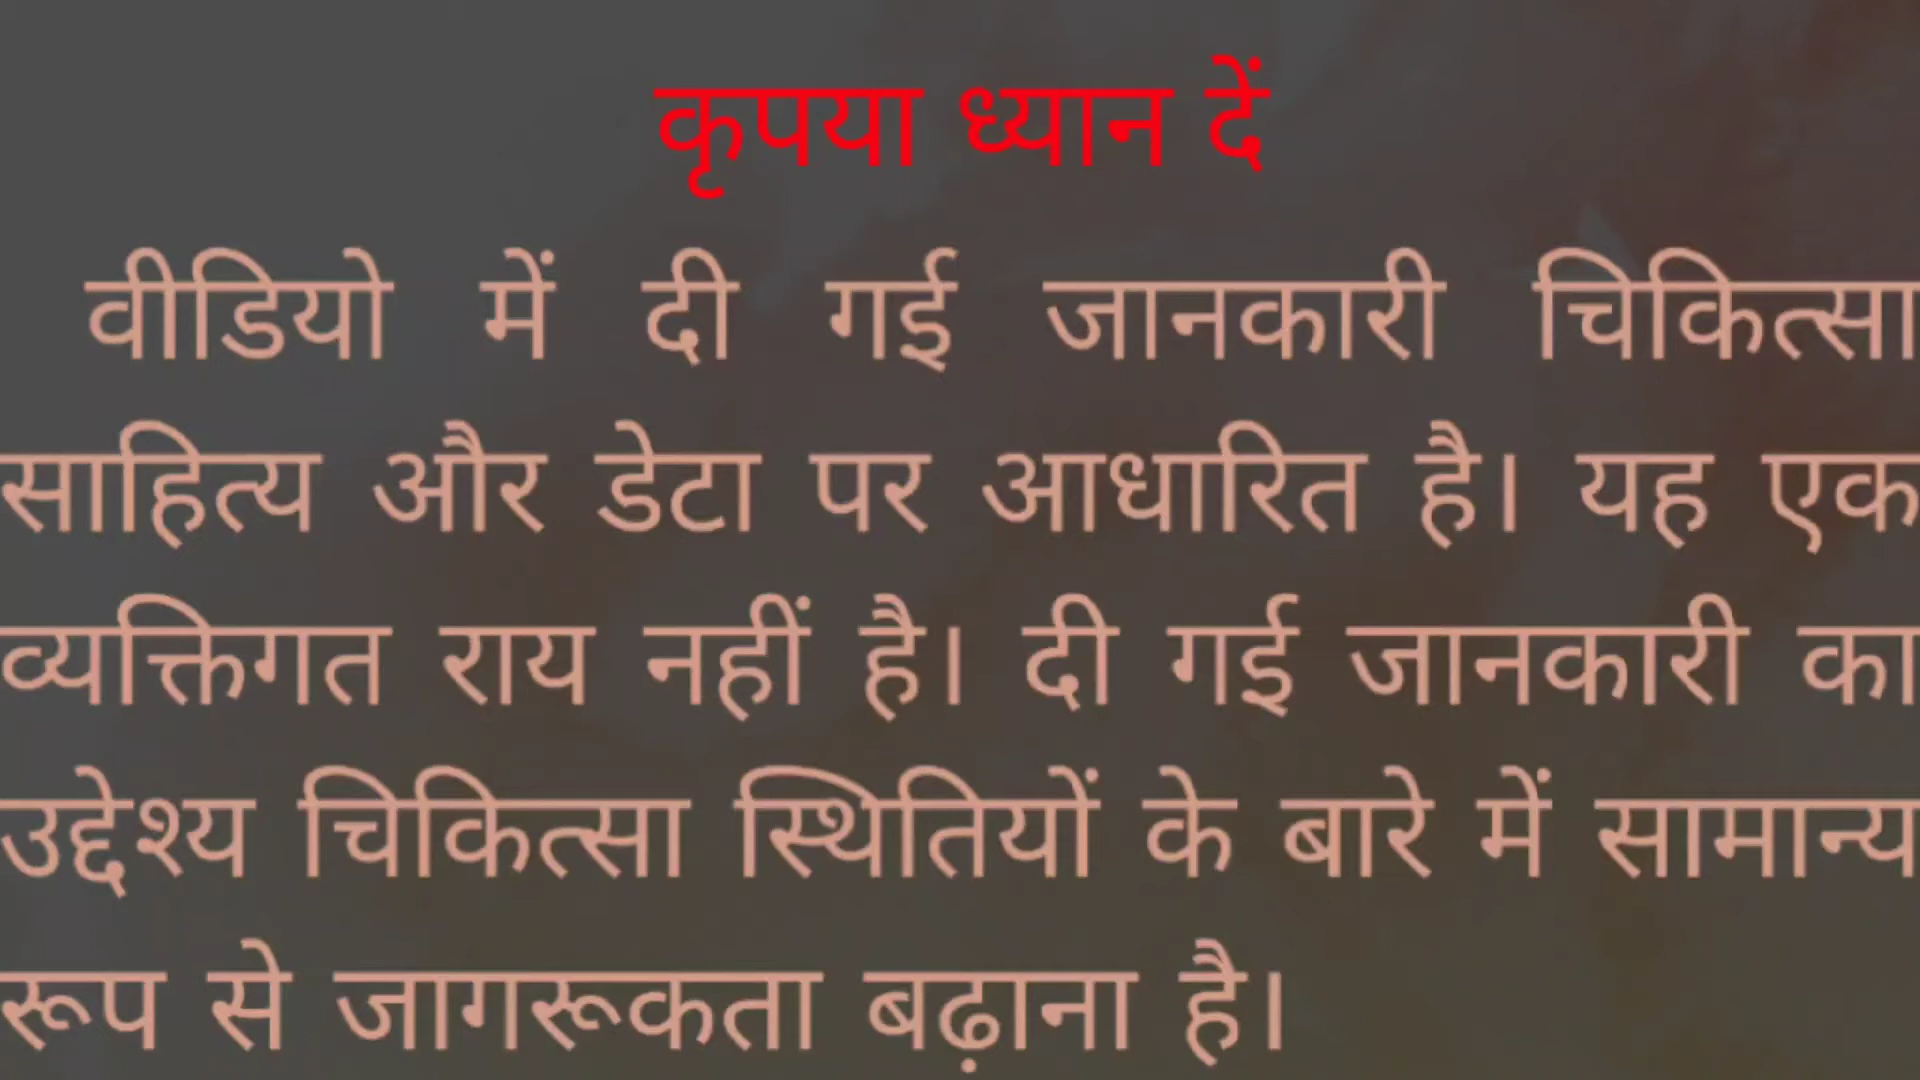 कृपया ध्यान दें
वीडियो में दी गई जानकारी चिकित्सा
साहित्य और डेटा पर आधारित है। यह एक
व्यक्तिगत राय नहीं है। दी गई जानकारी का
उद्देश्य चिकित्सा स्थितियों के बारे में सामान्य
रूप से जागरूकता बढ़ाना है।